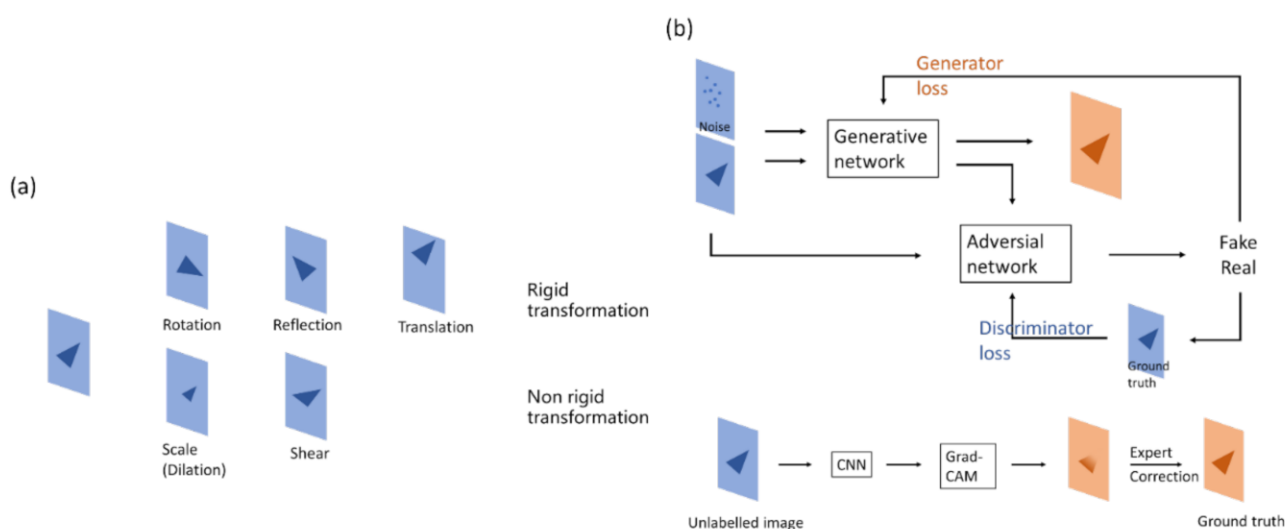 (a)
Rotation
Reflection
Translation
Rigid
transformation
Scale
(Dilation)
Shear
Non rigid
transformation
(b)
Noise
Generator
loss
Generative
network
Adversial
network
Fake
Real
Discriminator
loss
Ground
truth
Unlabelled image
CNN
Grad-
CAM
Expert
Correction
Ground truth